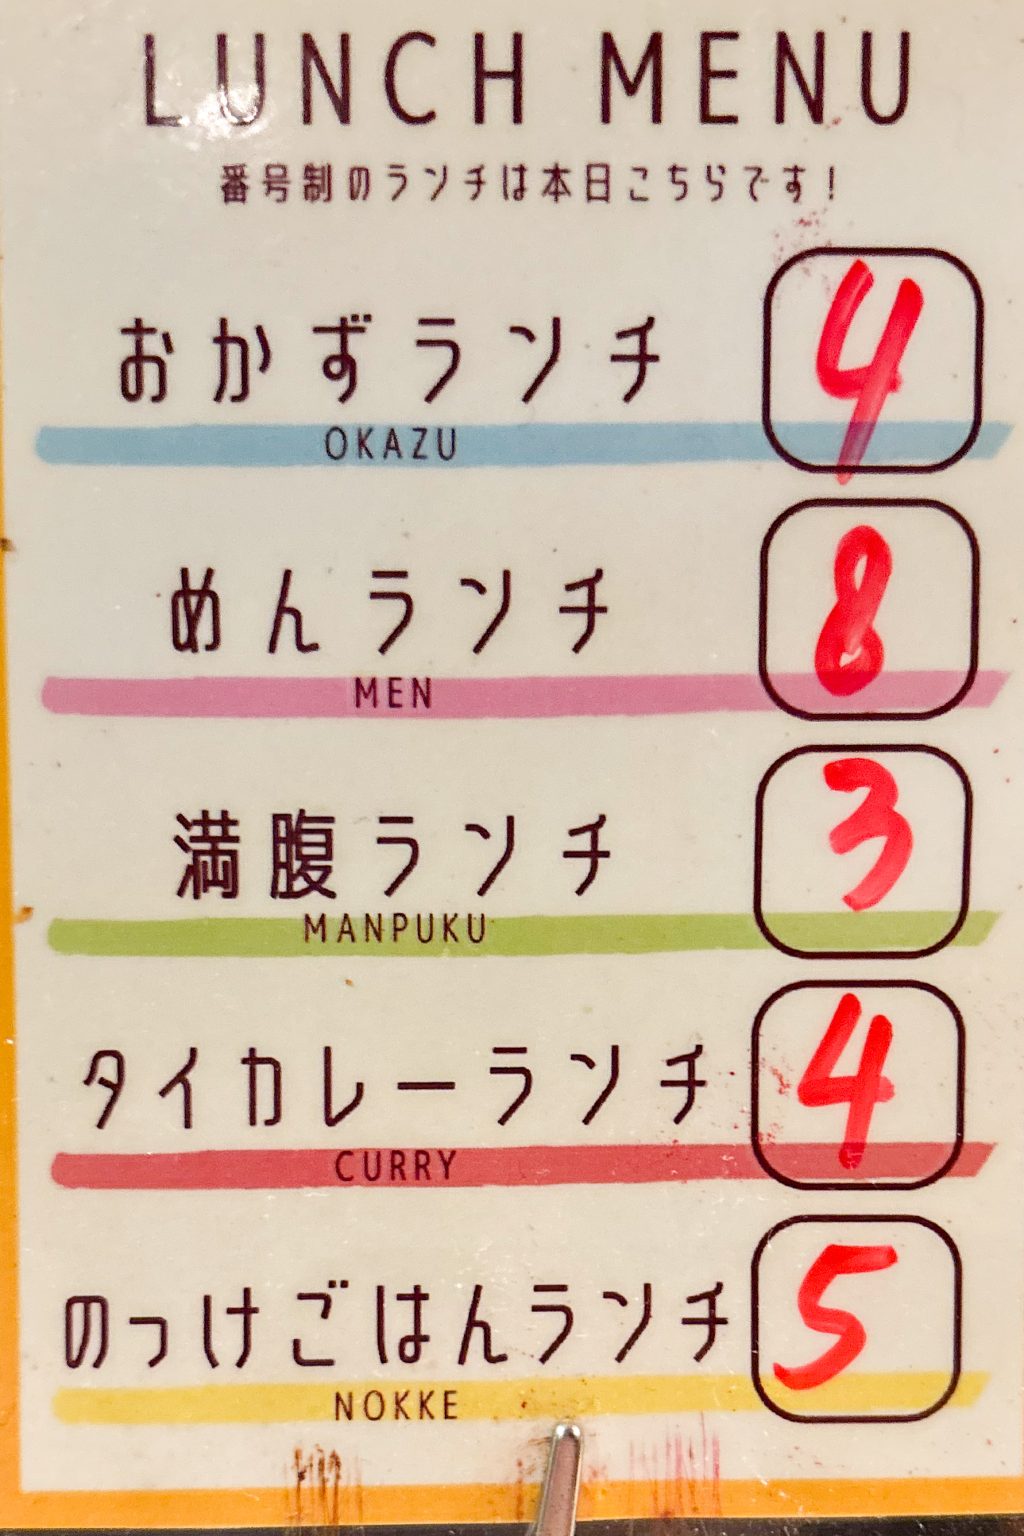 LUNCH MENU
番号制のランチは本日こちらです!
おかずランチ 4
OKAZU
めんランチ 8
MEN
満腹ランチ 3
MANPUKU
タイカレーランチ 4
CURRY
のっけごはんランチ 5
NOKKE